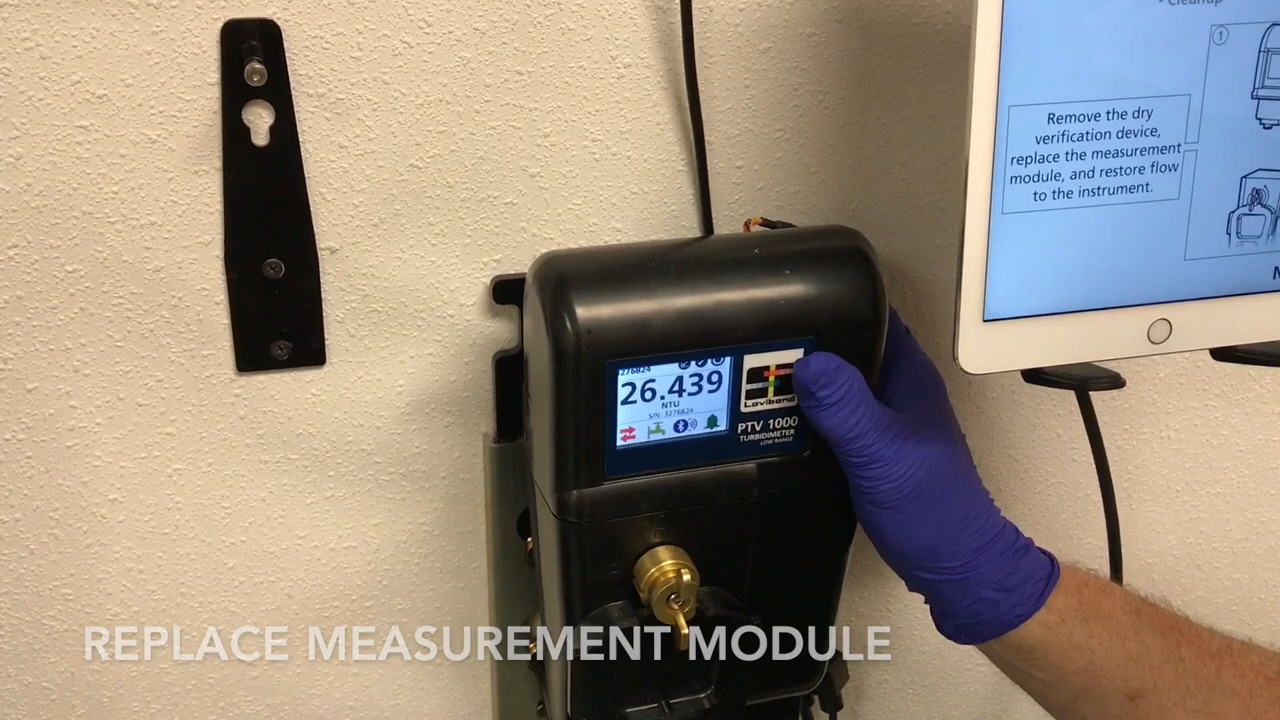 - Cleanup
1
Remove the dry
verification device,
replace the measurement
module, and restore flow
to the instrument.
3276824
26.439
NTU
S/N: 3276824
Lovibond
PTV 1000
TURBIDIMETER
LOW RANGE
REPLACE MEASUREMENT MODULE